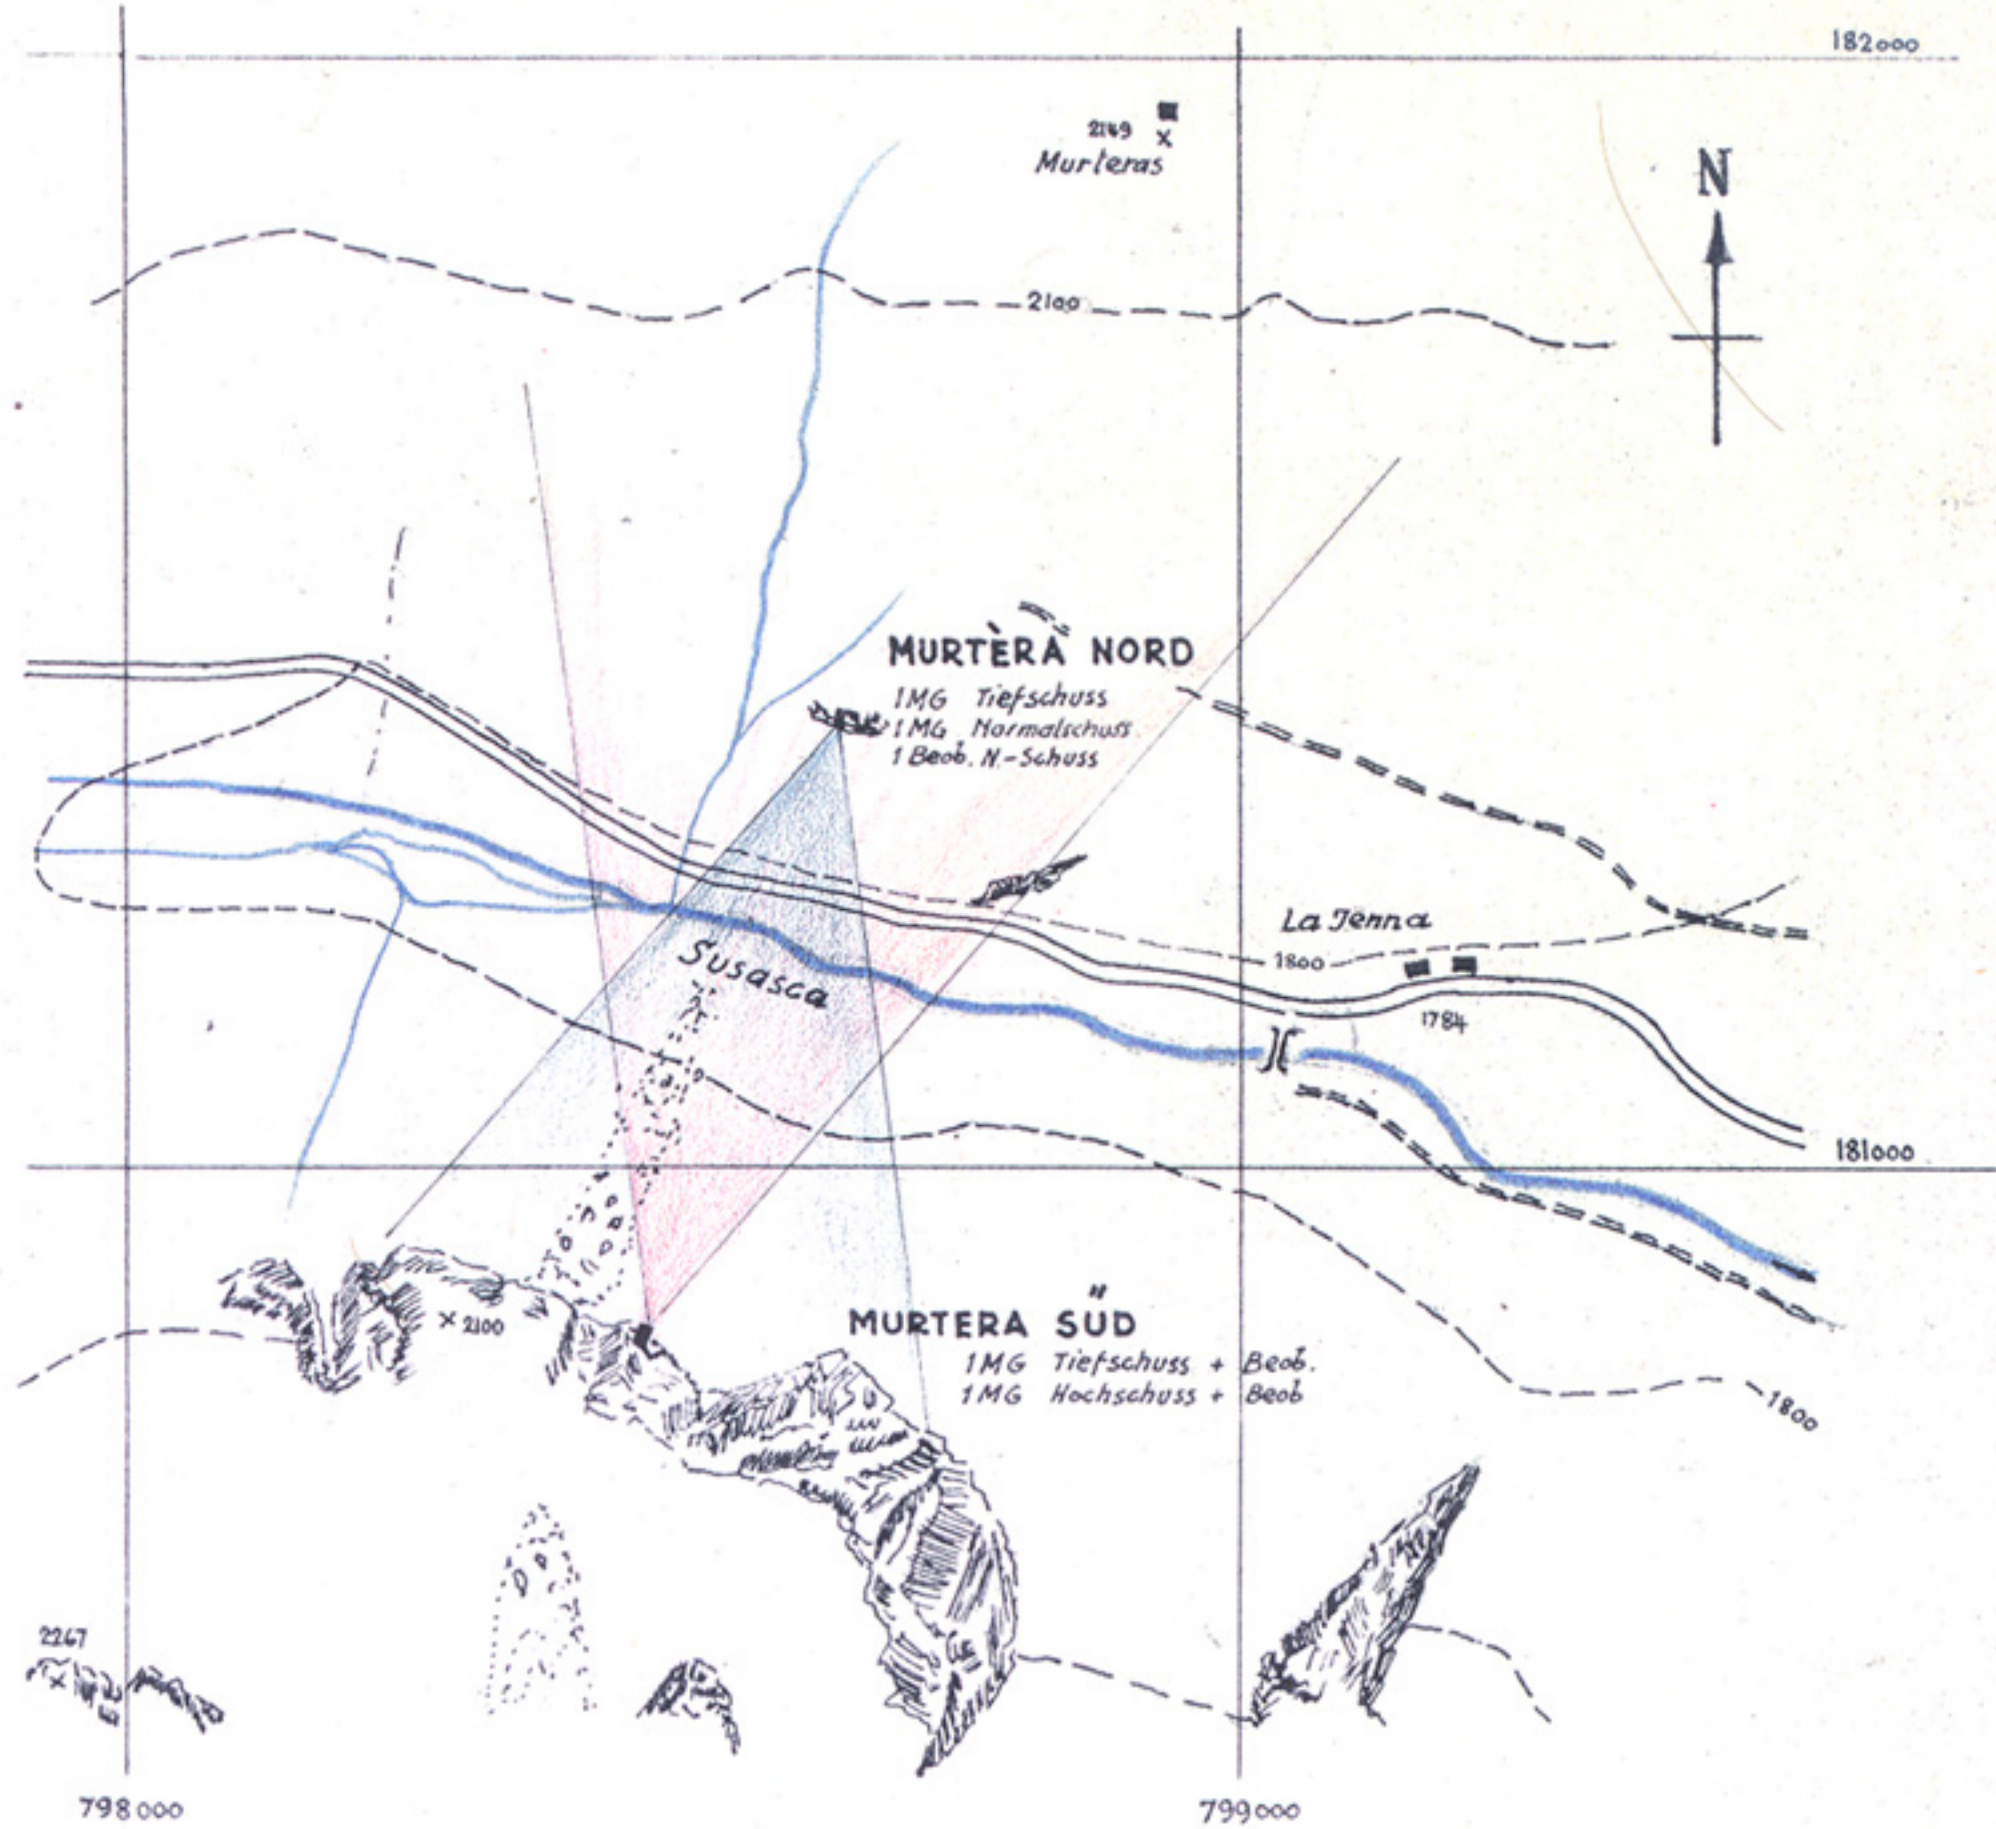 182000
2149
Murteras
N
2100
MURTÈRA NORD
1MG Tiefschuss
1MG Normalschuss
1 Beob. N.-Schuss
La Jenna
1800
Susasca
1784
181000
MURTERA SÜD
× 2100
1MG Tiefschuss + Beob.
1MG Hochschuss + Beob
1800
2267
798000
799000